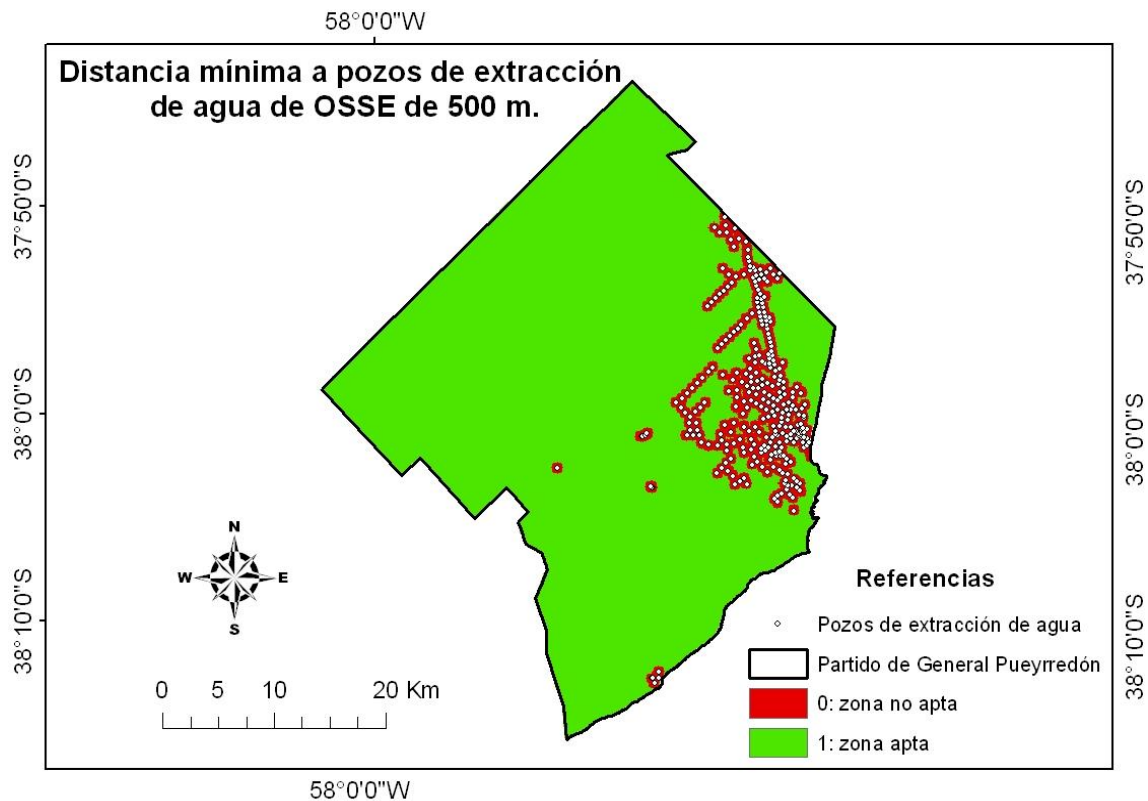 58°0'0"W
Distancia mínima a pozos de extracción
de agua de OSSE de 500 m.
37°50'0"S
37°50'0"S
38°0'0"S
38°0'0"S
38°10'0"S
38°10'0"S
N
W
E
S
0 5 10 20 Km
Referencias
Pozos de extracción de agua
Partido de General Pueyrredón
0: zona no apta
1: zona apta
58°0'0"W